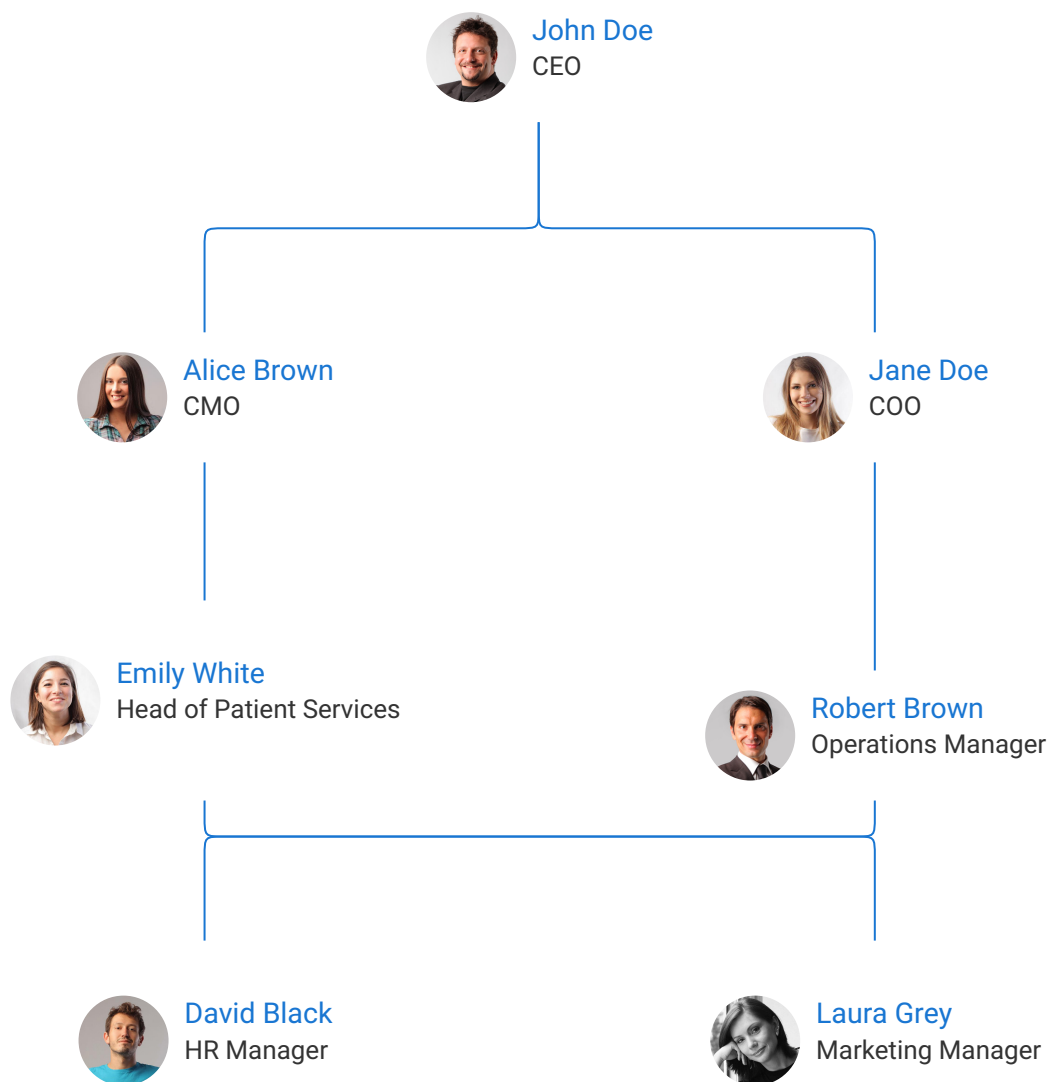 John Doe
CEO
Alice Brown
CMO
Jane Doe
COO
Emily White
Head of Patient Services
Robert Brown
Operations Manager
David Black
HR Manager
Laura Grey
Marketing Manager